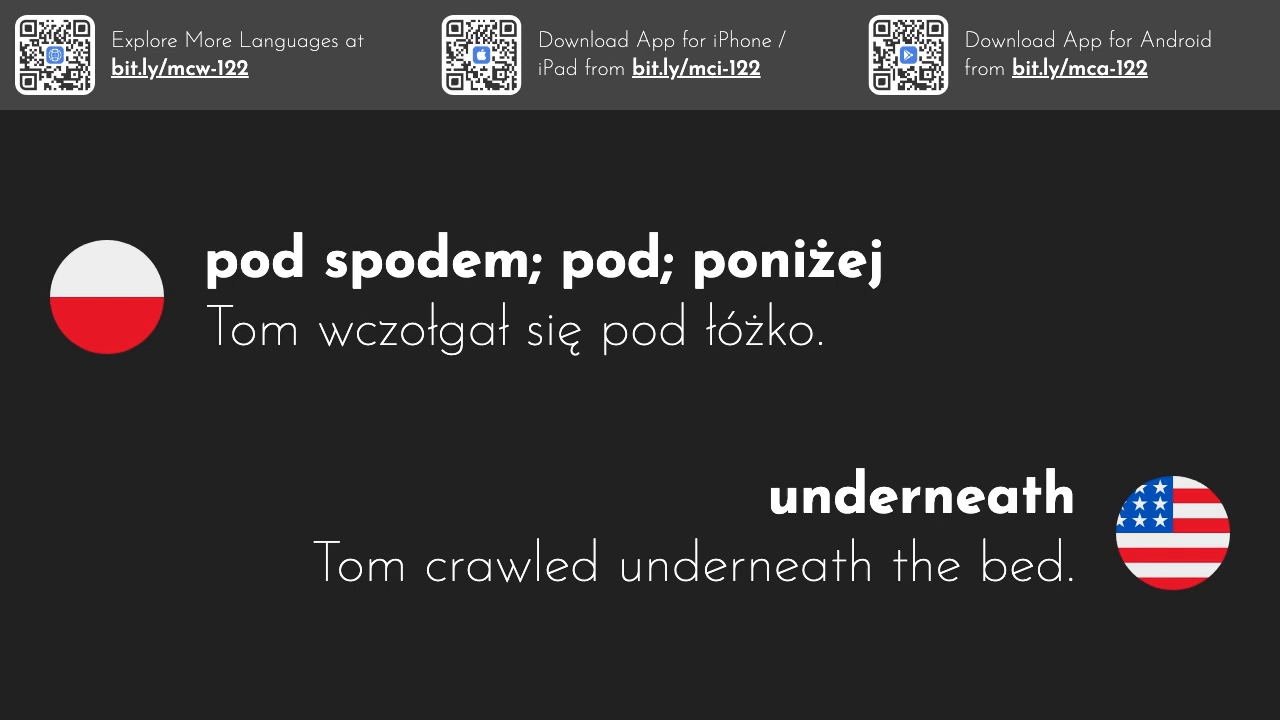 Explore More Languages at
bit.ly/mcw-122
Download App for iPhone /
iPad from bit.ly/mci-122
Download App for Android
from bit.ly/mca-122
pod spodem; pod; poniżej
Tom wczołgał się pod łóżko.
underneath
Tom crawled underneath the bed.